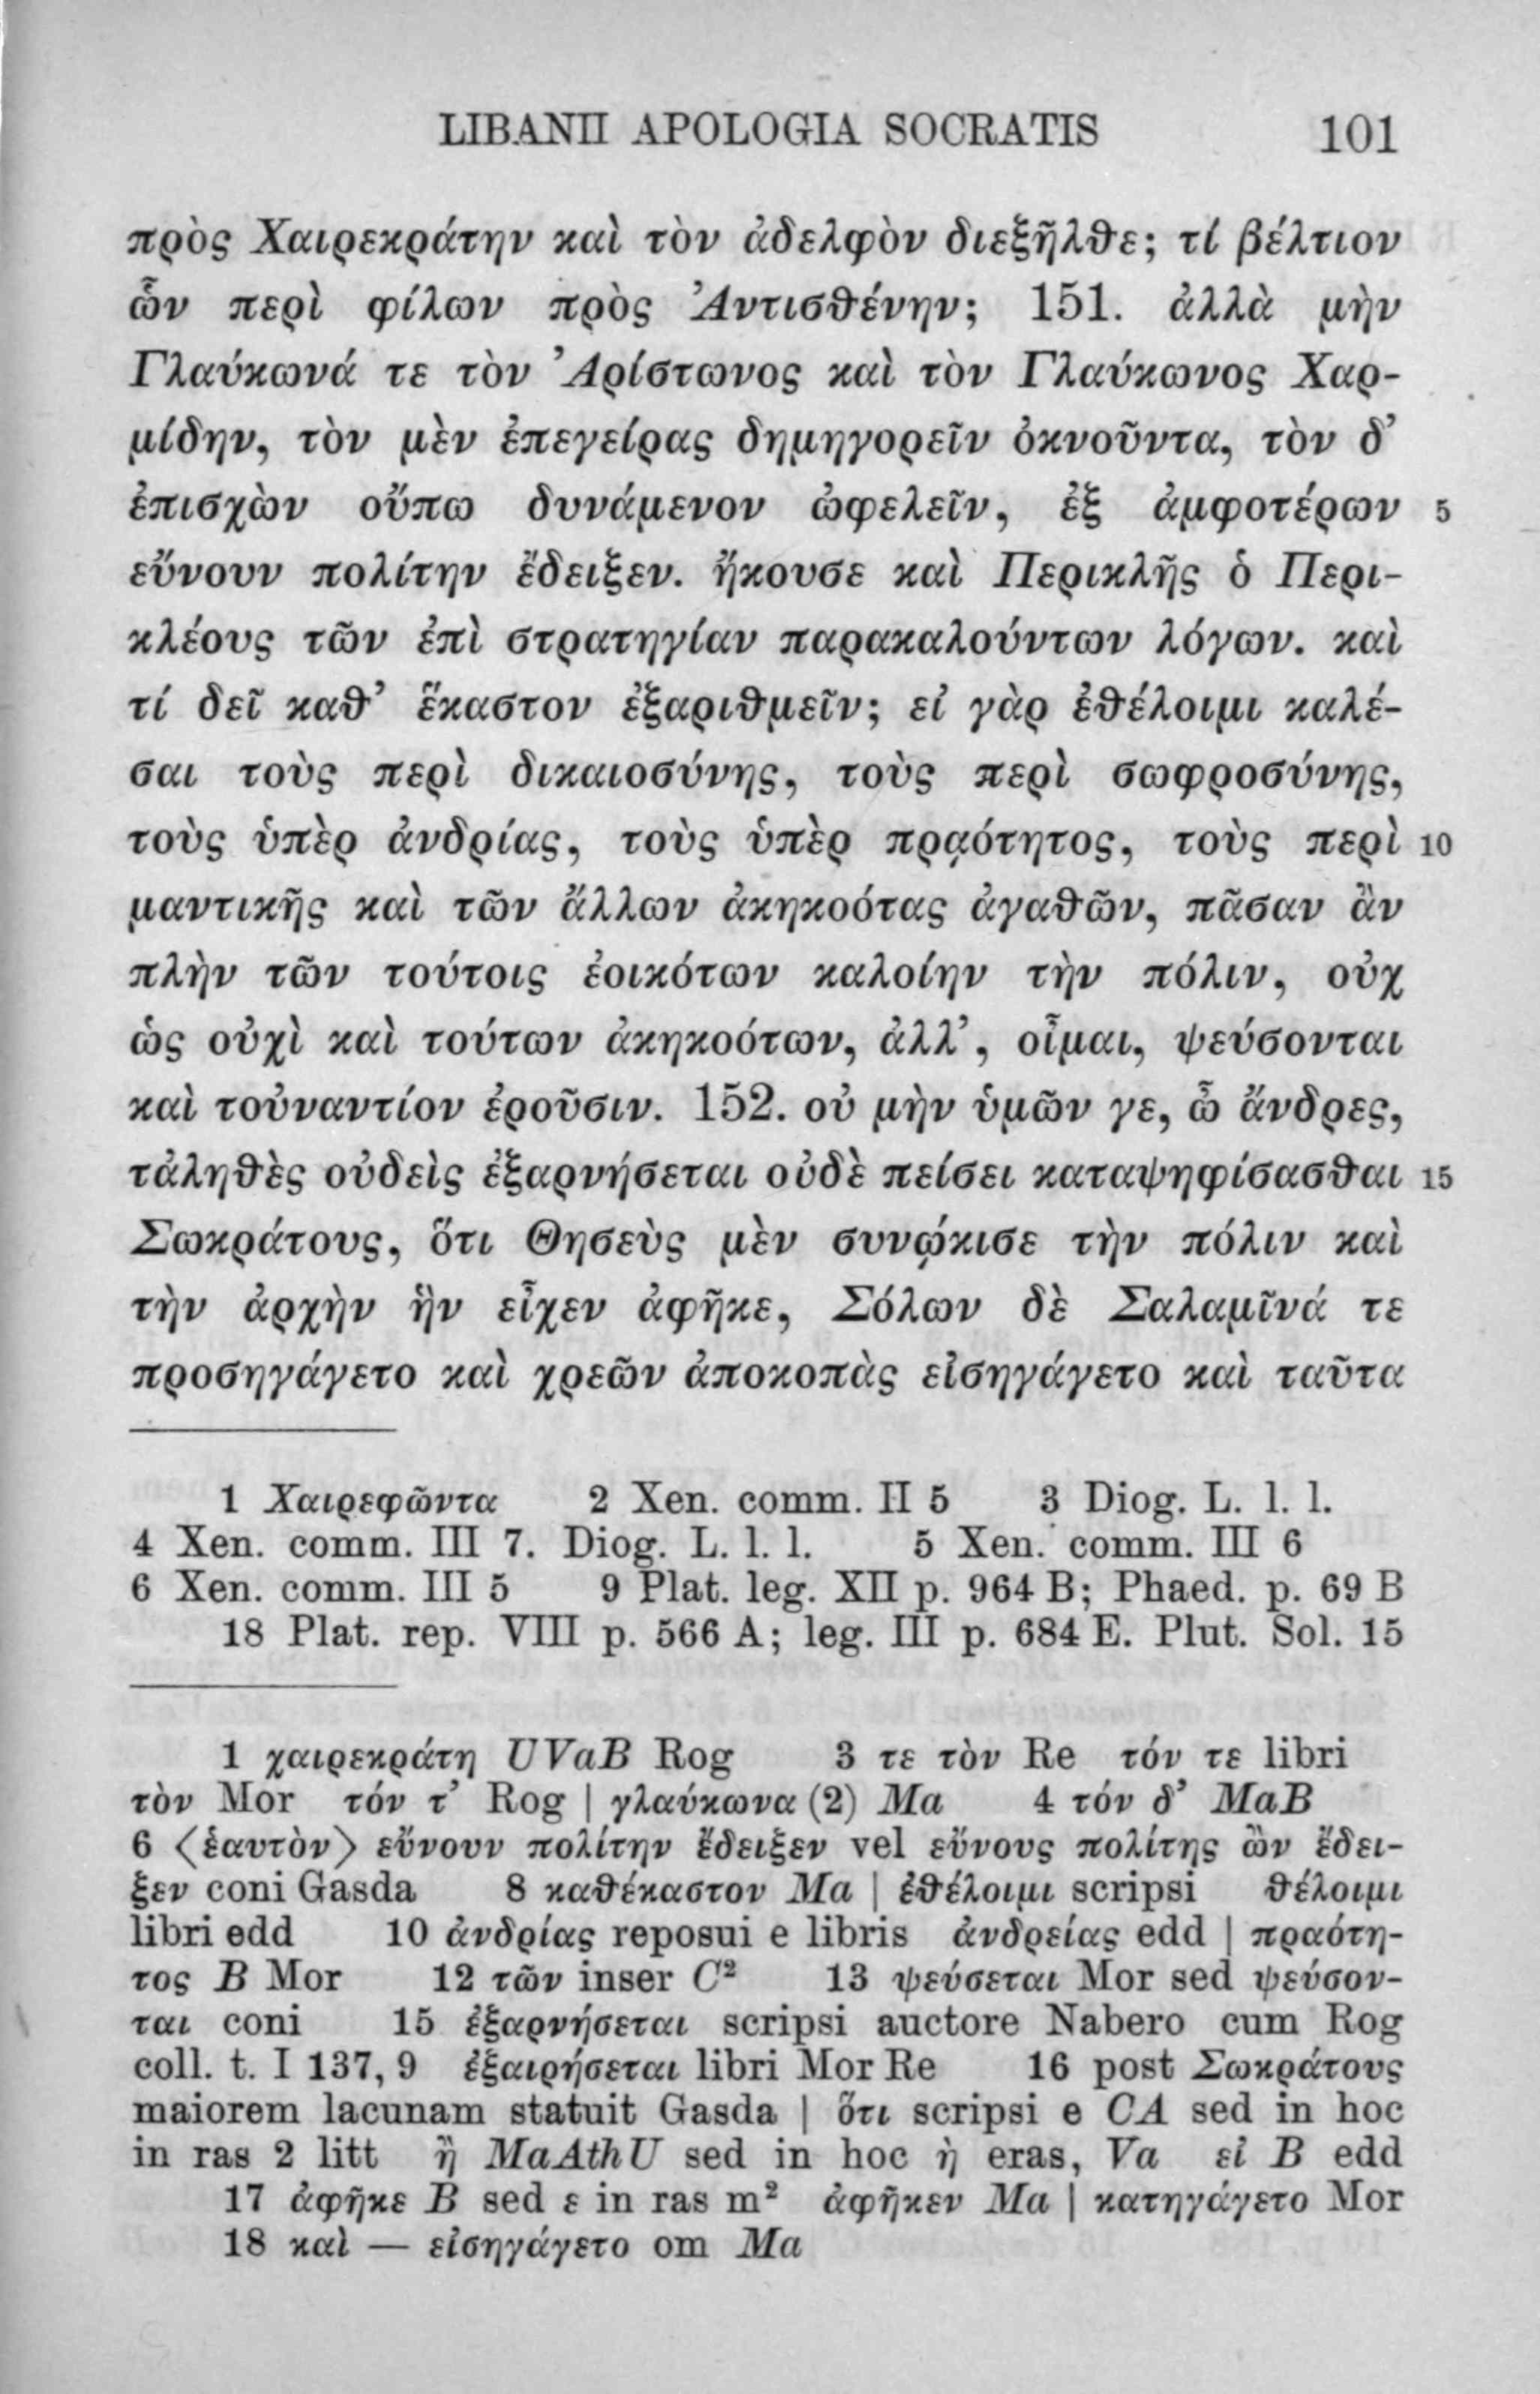 LIBANII APOLOGIA SOCRATIS 101
πρὸς Χαιρεκράτην καὶ τὸν ἀδελφὸν διεξῆλθε; τί βέλτιον
ὧν περὶ φίλων πρὸς Ἀντισθένην; 151. ἀλλὰ μὴν
Γλαύκωνά τε τὸν Ἀρίστωνος καὶ τὸν Γλαύκωνος Χαρ-
μίδην, τὸν μὲν ἐπεγείρας δημηγορεῖν ὀκνοῦντα, τὸν δ’
ἐπισχὼν οὔπω δυνάμενον ὠφελεῖν, ἐξ ἀμφοτέρων 5
εὔνουν πολίτην ἔδειξεν. ἤκουσε καὶ Περικλῆς ὁ Περι-
κλέους τῶν ἐπὶ στρατηγίαν παρακαλούντων λόγων. καὶ
τί δεῖ καθ’ ἕκαστον ἐξαριθμεῖν; εἰ γὰρ ἐθέλοιμι καλέ-
σαι τοὺς περὶ δικαιοσύνης, τοὺς περὶ σωφροσύνης,
τοὺς ὑπὲρ ἀνδρίας, τοὺς ὑπὲρ πρᾳότητος, τοὺς περὶ 10
μαντικῆς καὶ τῶν ἄλλων ἀκηκοότας ἀγαθῶν, πᾶσαν ἂν
πλὴν τῶν τούτοις ἐοικότων καλοίην τὴν πόλιν, οὐχ
ὡς οὐχὶ καὶ τούτων ἀκηκοότων, ἀλλ’, οἶμαι, ψεύσονται
καὶ τοὐναντίον ἐροῦσιν. 152. οὐ μὴν ὑμῶν γε, ὦ ἄνδρες,
τἀληθὲς οὐδεὶς ἐξαρνήσεται οὐδὲ πείσει καταψηφίσασθαι 15
Σωκράτους, ὅτι Θησεὺς μὲν συνῴκισε τὴν πόλιν καὶ
τὴν ἀρχὴν ἣν εἶχεν ἀφῆκε, Σόλων δὲ Σαλαμῖνά τε
προσηγάγετο καὶ χρεῶν ἀποκοπὰς εἰσηγάγετο καὶ ταῦτα
1 Χαιρεφῶντα 2 Xen. comm. II 5 3 Diog. L. l. l.
4 Xen. comm. III 7. Diog. L. l. l. 5 Xen. comm. III 6
6 Xen. comm. III 5 9 Plat. leg. XII p. 964 B; Phaed. p. 69 B
18 Plat. rep. VIII p. 566 A; leg. III p. 684 E. Plut. Sol. 15
1 χαιρεκράτη UVaB Rog 3 τε τὸν Re τόν τε libri
τὸν Mor τόν τ’ Rog | γλαύκωνα (2) Ma 4 τόν δ’ MaB
6 ⟨ἑαυτὸν⟩ εὔνουν πολίτην ἔδειξεν vel εὔνους πολίτης ὢν ἔδει-
ξεν coni Gasda 8 καθέκαστον Ma | ἐθέλοιμι scripsi θέλοιμι
libri edd 10 ἀνδρίας reposui e libris ἀνδρείας edd | πραότη-
τος B Mor 12 τῶν inser C² 13 ψεύσεται Mor sed ψεύσον-
ται coni 15 ἐξαρνήσεται scripsi auctore Nabero cum Rog
coll. t. I 137, 9 ἐξαιρήσεται libri Mor Re 16 post Σωκράτους
maiorem lacunam statuit Gasda | ὅτι scripsi e CA sed in hoc
in ras 2 litt ἢ MaAthU sed in hoc ἢ eras, Va εἰ B edd
17 ἀφῆκε B sed ε in ras m² ἀφῆκεν Ma | κατηγάγετο Mor
18 καὶ — εἰσηγάγετο om Ma